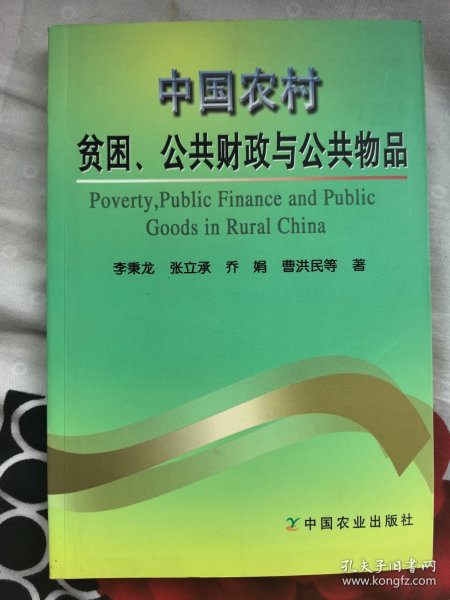 中国农村
贫困、公共财政与公共物品
Poverty,Public Finance and Public
Goods in Rural China
李秉龙 张立承 乔 娟 曹洪民等 著
中国农业出版社
孔夫子旧书网
www.kongfz.com